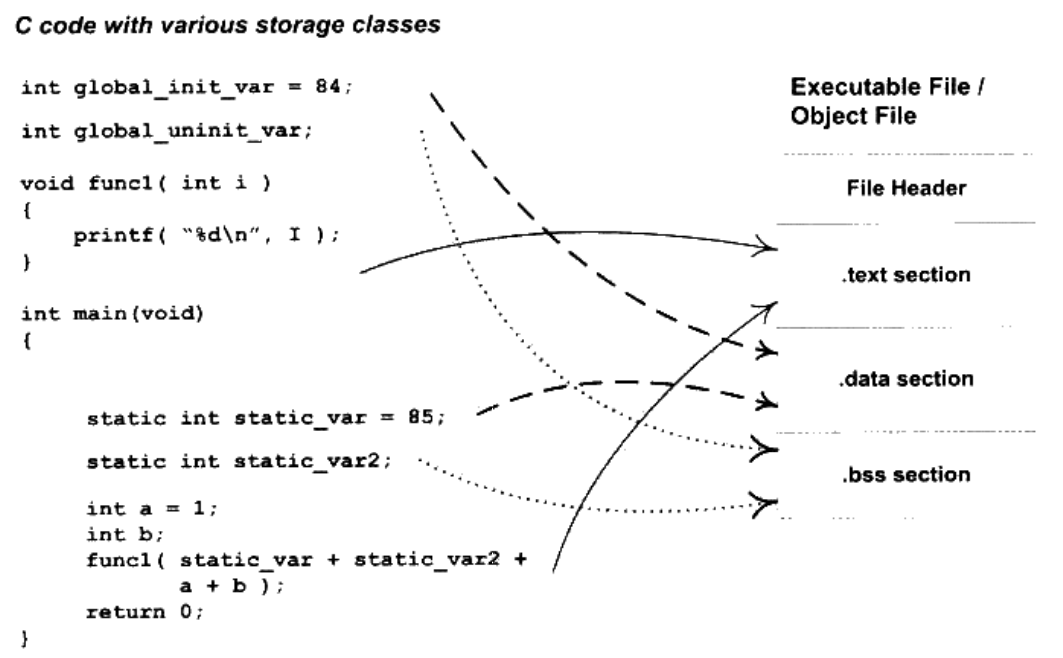 C code with various storage classes
int global_init_var = 84;
int global_uninit_var;
void func1( int i )
{
printf( “%d\n”, I );
}
int main(void)
{
static int static_var = 85;
static int static_var2;
int a = 1;
int b;
func1( static_var + static_var2 +
a + b );
return 0;
}
Executable File /
Object File
File Header
.text section
.data section
.bss section